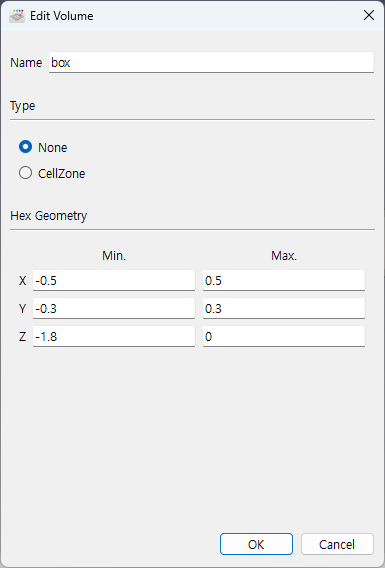 Edit Volume
Name box
Type
None
CellZone
Hex Geometry
Min. Max.
X -0.5 0.5
Y -0.3 0.3
Z -1.8 0
OK Cancel